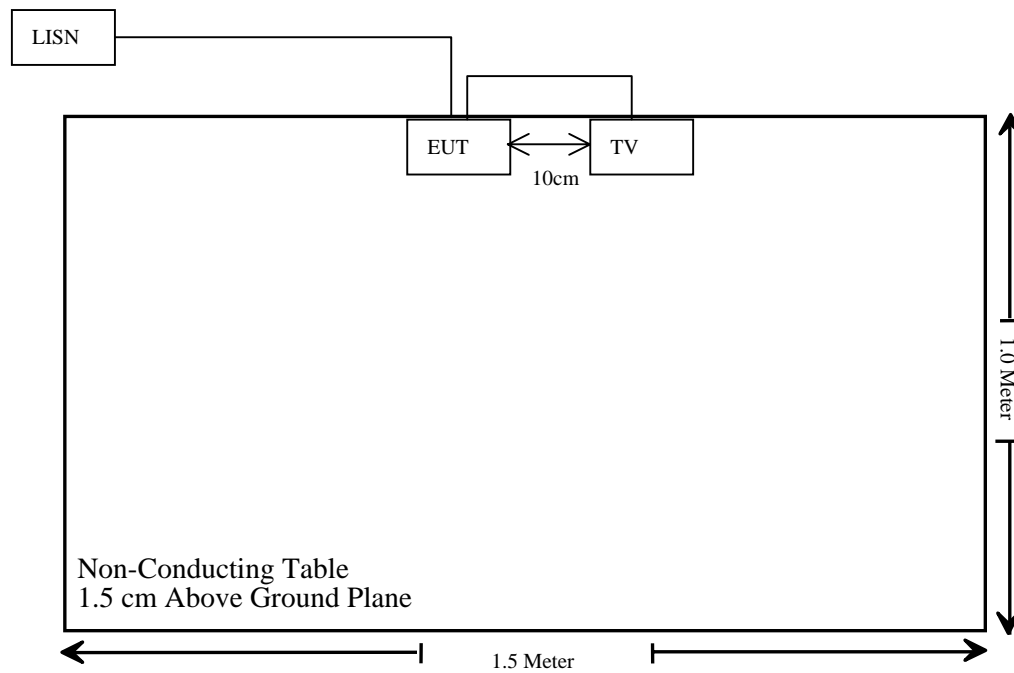 LISN
EUT
TV
10cm
1.0 Meter
Non-Conducting Table
1.5 cm Above Ground Plane
1.5 Meter